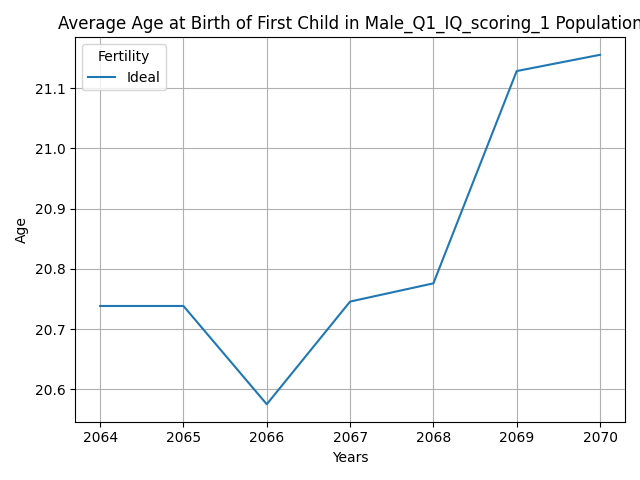 Average Age at Birth of First Child in Male_Q1_IQ_scoring_1 Population
Fertility
Ideal
Age
21.1
21.0
20.9
20.8
20.7
20.6
2064 2065 2066 2067 2068 2069 2070
Years